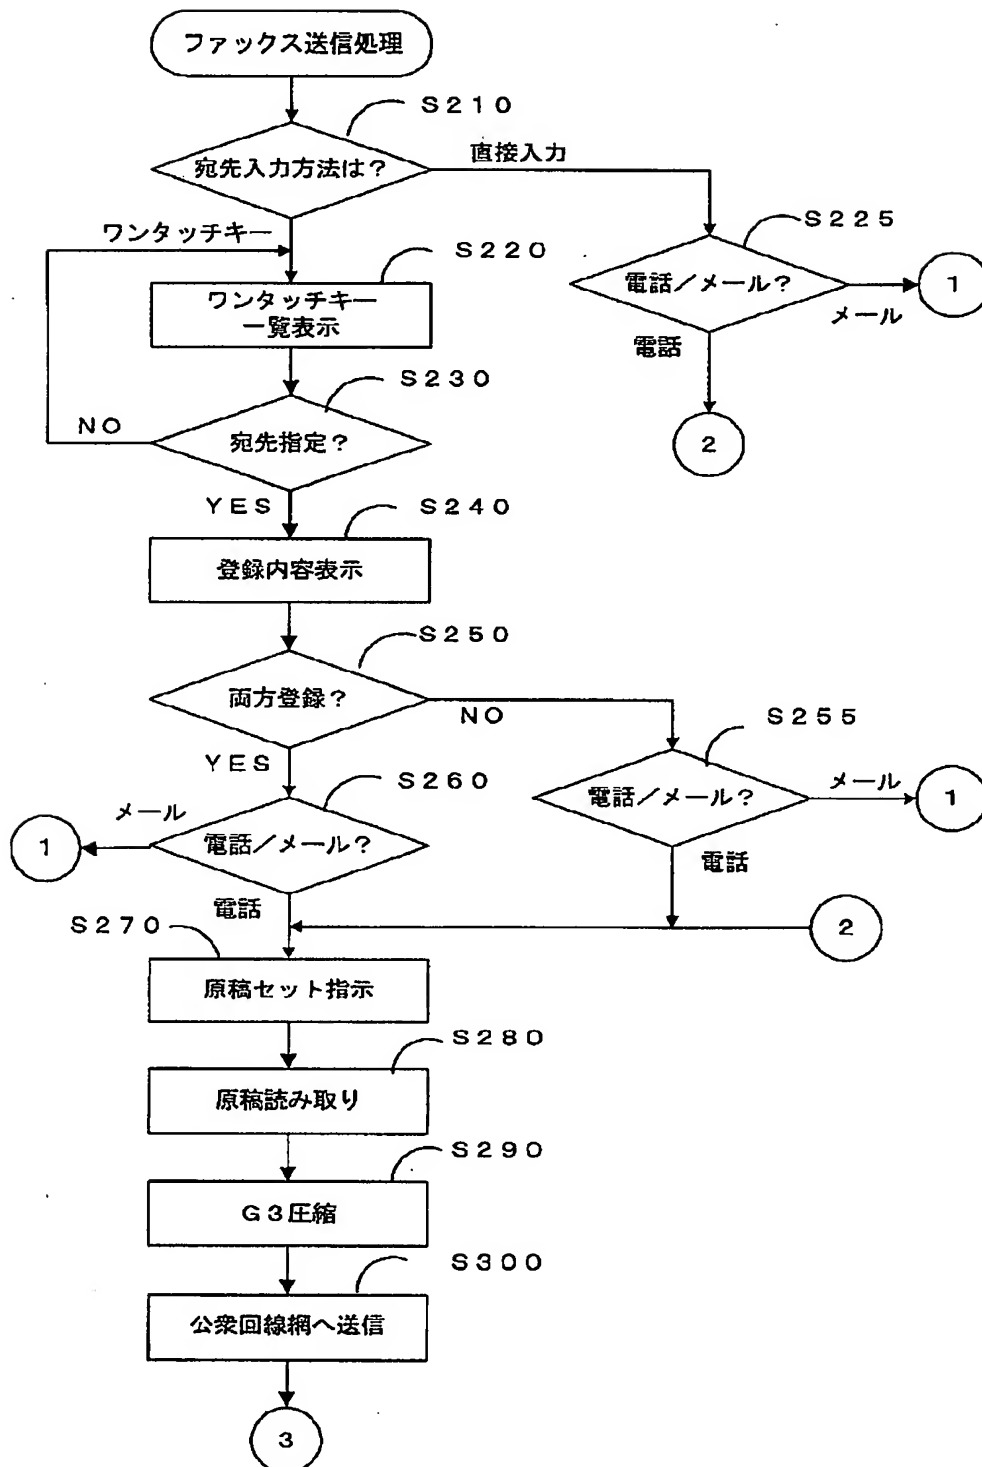 ファックス送信処理
S210
宛先入力方法は?
直接入力
ワンタッチキー
S220
S225
ワンタッチキー
一覧表示
電話/メール?
1
メール
電話
S230
NO
宛先指定?
2
YES
S240
登録内容表示
S250
両方登録?
NO
S255
YES
S260
電話/メール?
メール
1
メール
1
電話/メール?
電話
電話
S270
2
原稿セット指示
S280
原稿読み取り
S290
G3圧縮
S300
公衆回線網へ送信
3